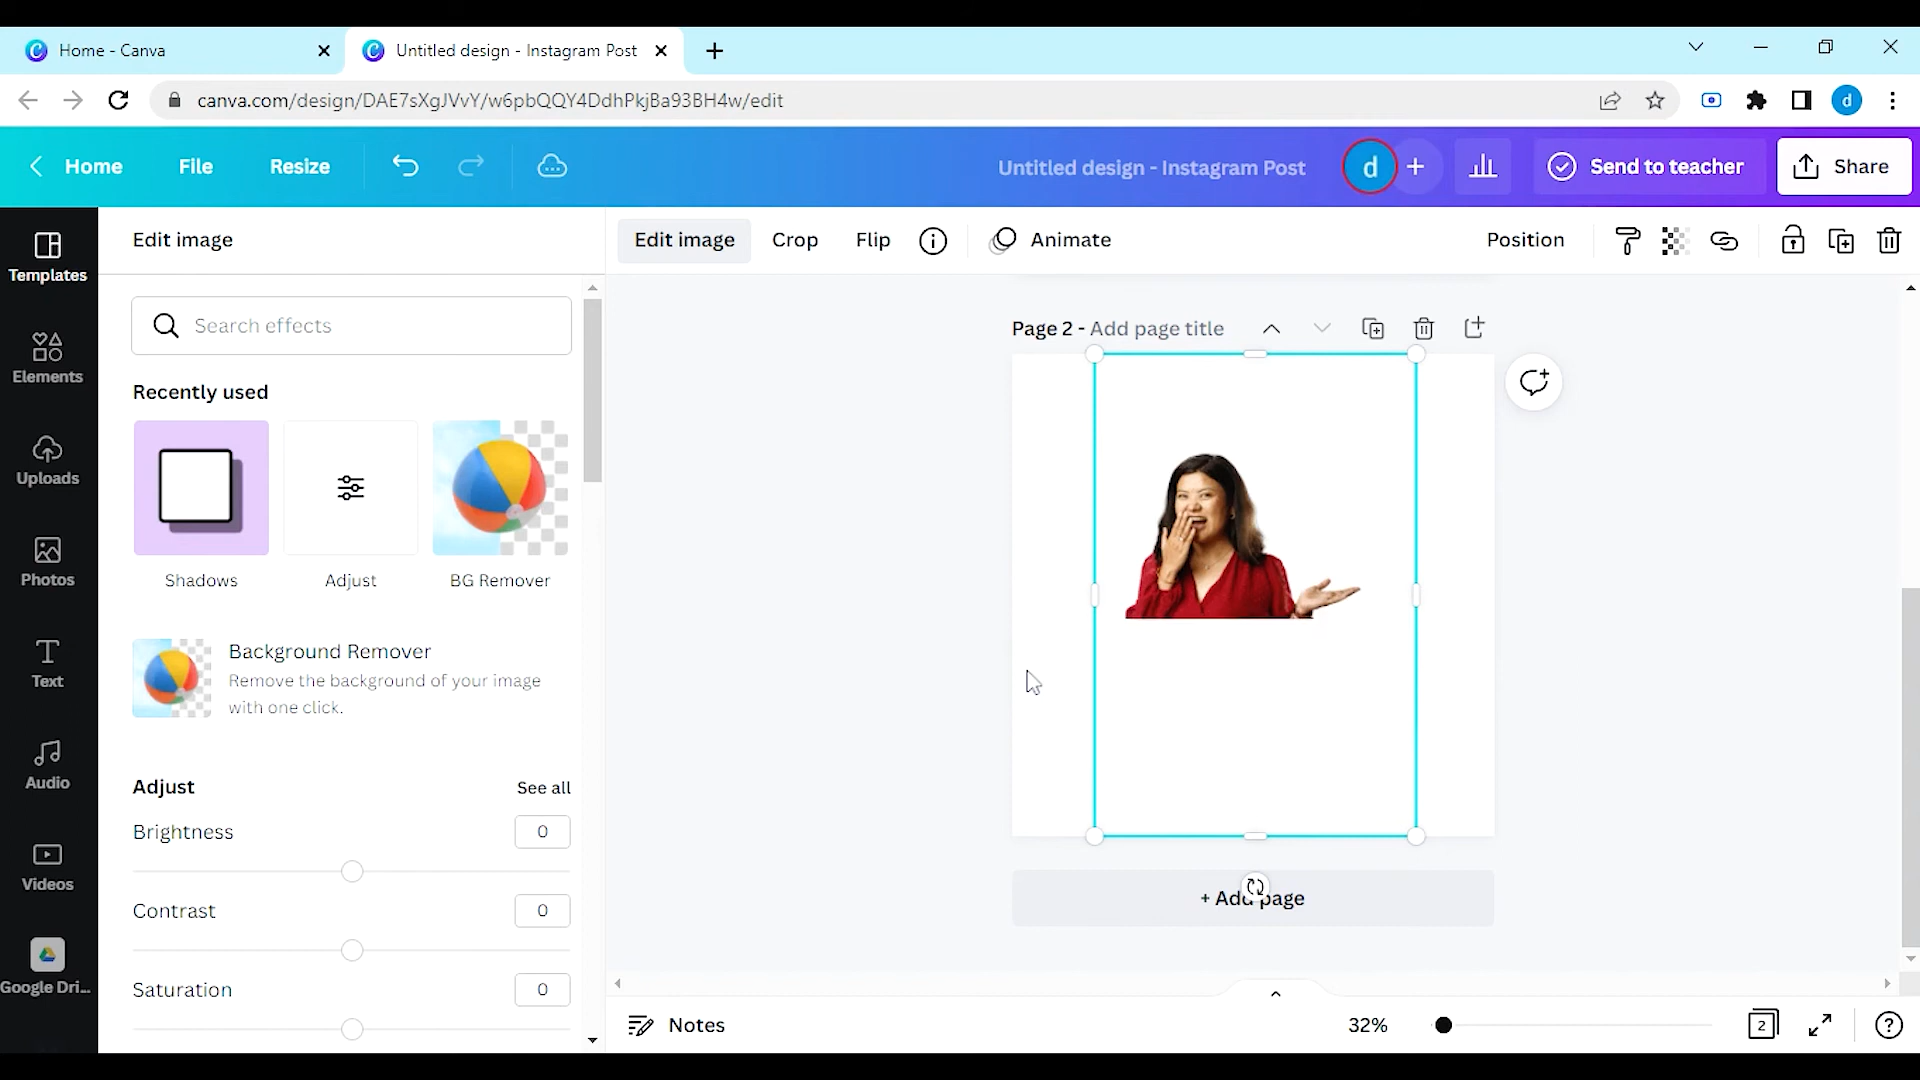 Home - Canva
Untitled design - Instagram Post
canva.com/design/DAE7sXgJVvY/w6pbQQY4DdhPkjBa93BH4w/edit
d
Home
File
Resize
Untitled design - Instagram Post
d
Send to teacher
Share
Templates
Elements
Uploads
Photos
Text
Audio
Videos
Google Dri...
Edit image
Search effects
Recently used
Shadows
Adjust
BG Remover
Background Remover
Remove the background of your image
with one click.
Adjust
See all
Brightness
0
Contrast
0
Saturation
0
Edit image
Crop
Flip
Animate
Position
Page 2 - Add page title
+ Add page
Notes
32%
2